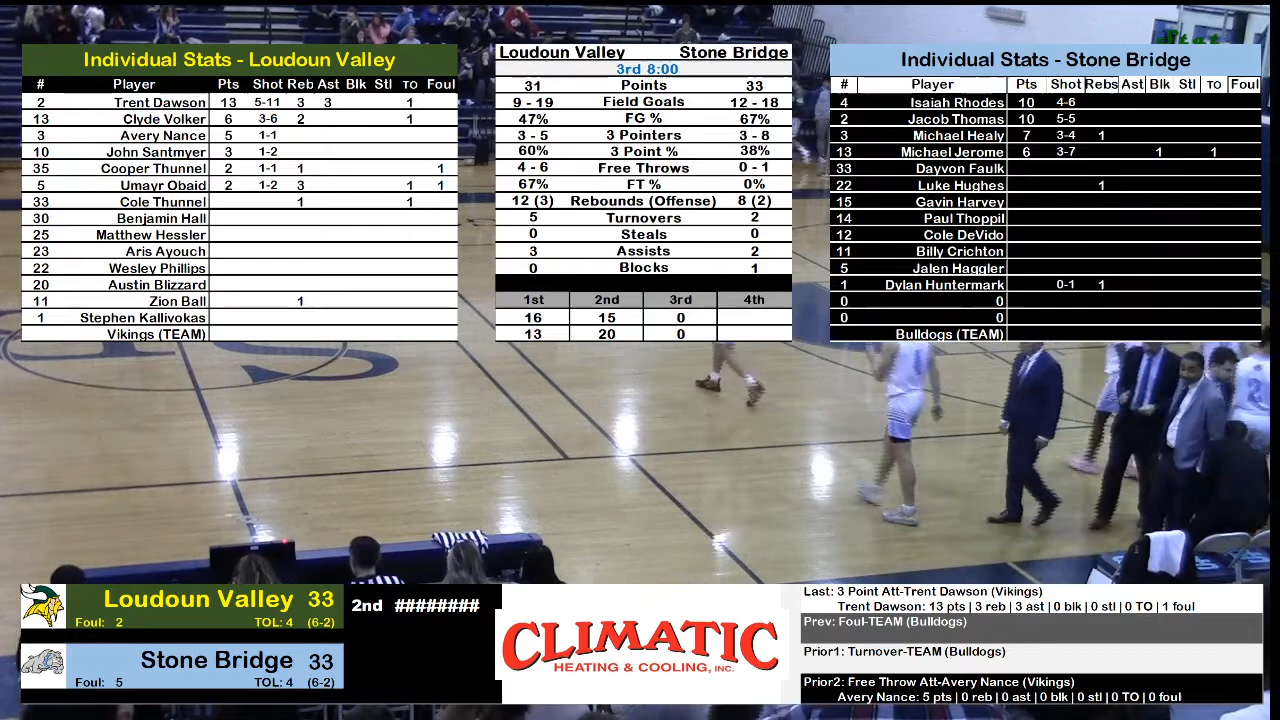 Individual Stats - Loudoun Valley
# Player Pts Shot Reb Ast Blk Stl TO Foul
2 Trent Dawson 13 5-11 3 3 1
13 Clyde Volker 6 3-6 2 1
3 Avery Nance 5 1-1
10 John Santmyer 3 1-2
35 Cooper Thunnel 2 1-1 1 1
5 Umayr Obaid 2 1-2 3 1 1
33 Cole Thunnel 1 1
30 Benjamin Hall
25 Matthew Hessler
23 Aris Ayouch
22 Wesley Phillips
20 Austin Blizzard
11 Zion Ball 1
1 Stephen Kallivokas
Vikings (TEAM)
Loudoun Valley Stone Bridge
3rd 8:00
31 Points 33
9 - 19 Field Goals 12 - 18
47% FG % 67%
3 - 5 3 Pointers 3 - 8
60% 3 Point % 38%
4 - 6 Free Throws 0 - 1
67% FT % 0%
12 (3) Rebounds (Offense) 8 (2)
5 Turnovers 2
0 Steals 0
3 Assists 2
0 Blocks 1
1st 2nd 3rd 4th
16 15 0
13 20 0
Individual Stats - Stone Bridge
# Player Pts Shot Rebs Ast Blk Stl TO Foul
4 Isaiah Rhodes 10 4-6
2 Jacob Thomas 10 5-5
3 Michael Healy 7 3-4 1
13 Michael Jerome 6 3-7 1 1
33 Dayvon Faulk
22 Luke Hughes 1
15 Gavin Harvey
14 Paul Thoppil
12 Cole DeVido
11 Billy Crichton
5 Jalen Haggler
1 Dylan Huntermark 0-1 1
0 0
0 0
Bulldogs (TEAM)
Loudoun Valley 33
Foul: 2 TOL: 4 (6-2)
Stone Bridge 33
Foul: 5 TOL: 4 (6-2)
2nd ########
CLIMATIC
HEATING & COOLING, INC.
Last: 3 Point Att-Trent Dawson (Vikings)
Trent Dawson: 13 pts | 3 reb | 3 ast | 0 blk | 0 stl | 0 TO | 1 foul
Prev: Foul-TEAM (Bulldogs)
Prior1: Turnover-TEAM (Bulldogs)
Prior2: Free Throw Att-Avery Nance (Vikings)
Avery Nance: 5 pts | 0 reb | 0 ast | 0 blk | 0 stl | 0 TO | 0 foul